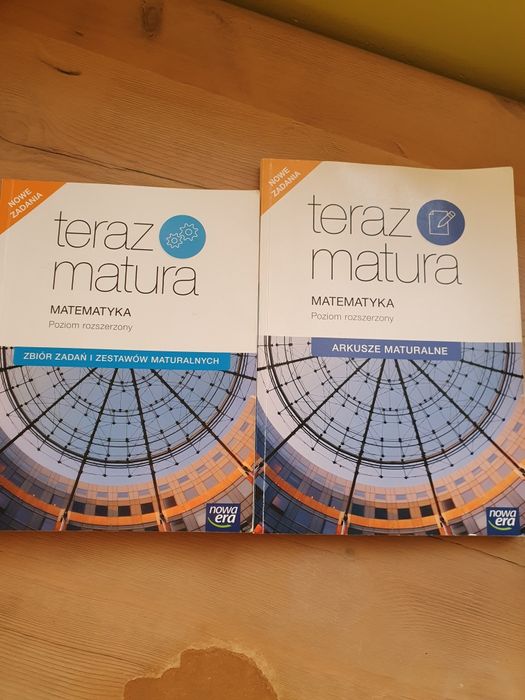 NOWE
ZADANIA
teraz
matura
MATEMATYKA
Poziom rozszerzony
ZBIÓR ZADAŃ I ZESTAWÓW MATURALNYCH
nowa
era
NOWE
ZADANIA
teraz
matura
MATEMATYKA
Poziom rozszerzony
ARKUSZE MATURALNE
nowa
era